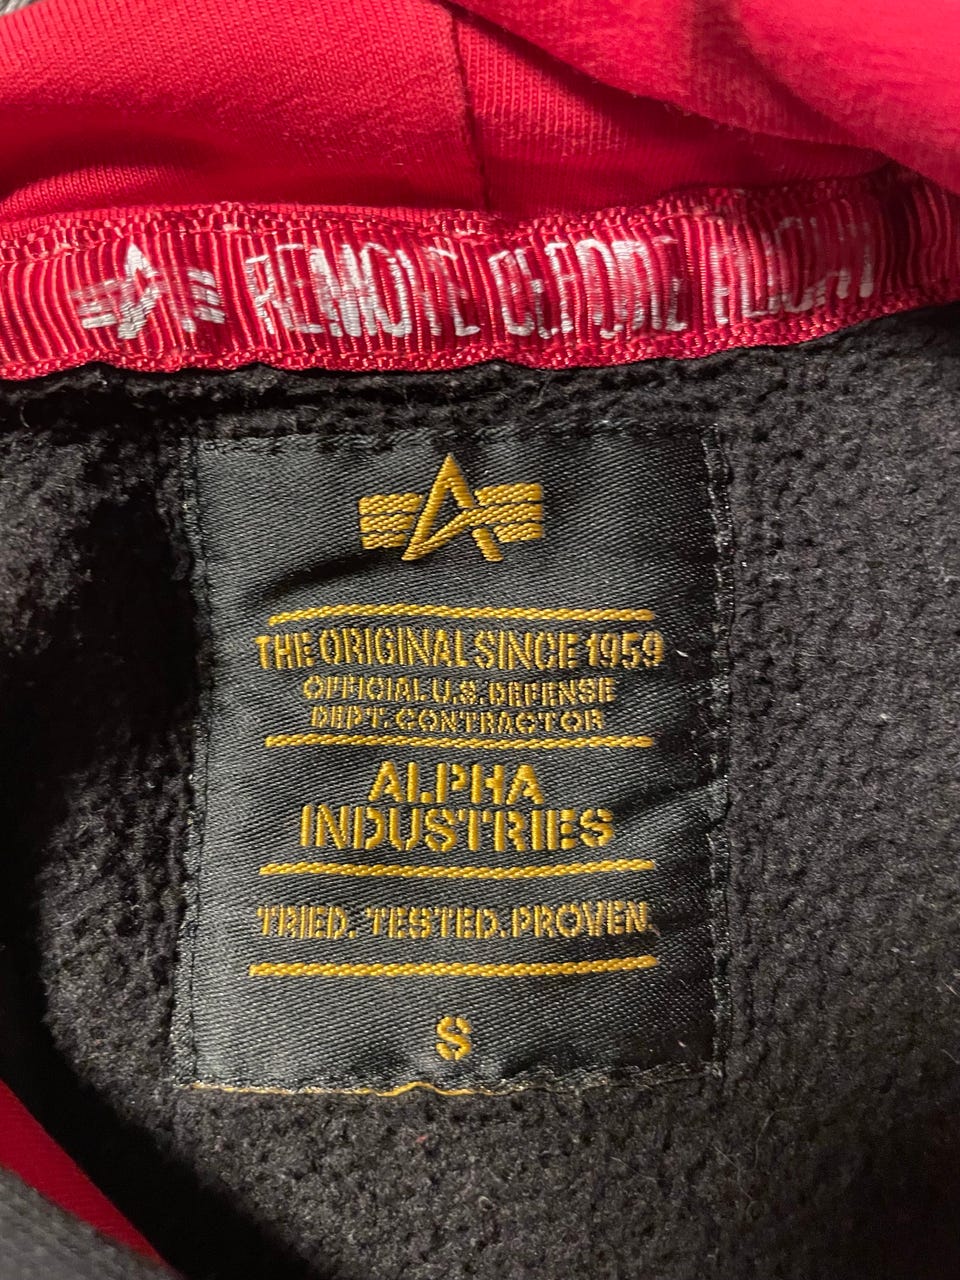 REMOVE BEFORE FLIGHT
THE ORIGINAL SINCE 1959
OFFICIAL U.S. DEFENSE
DEPT. CONTRACTOR
ALPHA
INDUSTRIES
TRIED. TESTED. PROVEN.
S